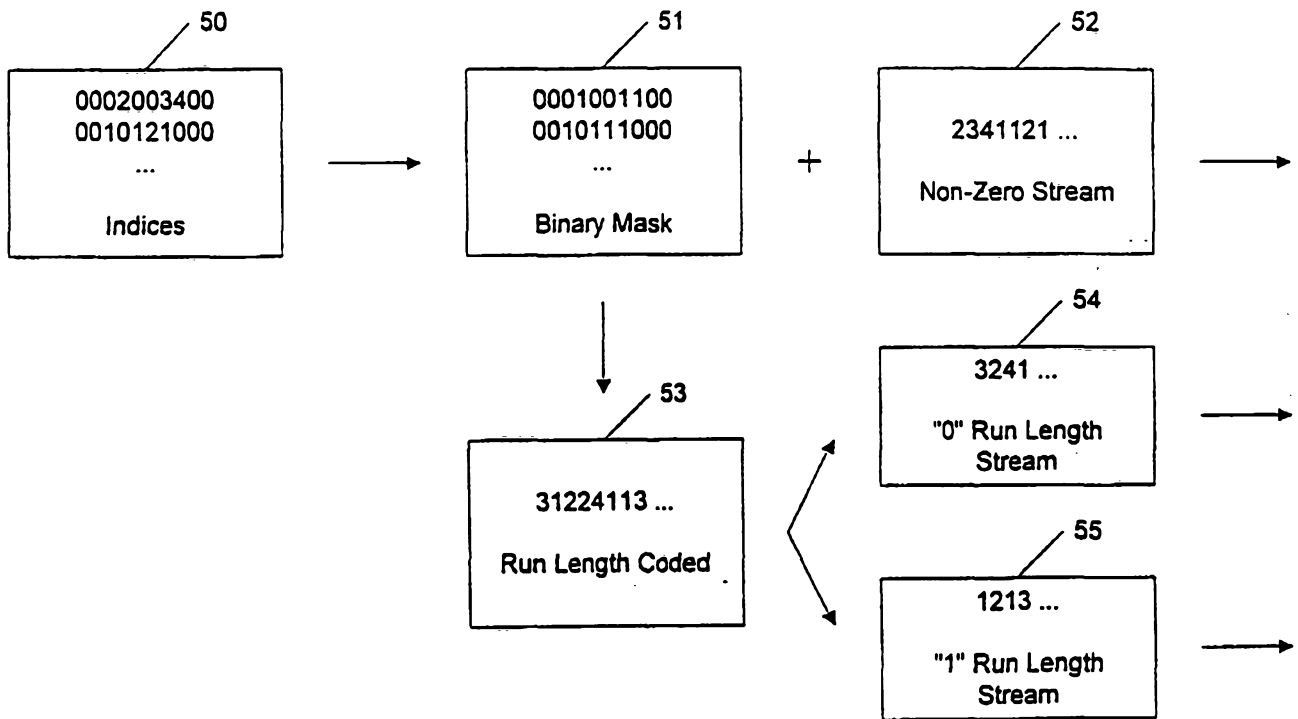 50
0002003400
0010121000
...
Indices
51
0001001100
0010111000
...
Binary Mask
+
52
2341121 ...
Non-Zero Stream
53
31224113 ...
Run Length Coded
54
3241 ...
"0" Run Length
Stream
55
1213 ...
"1" Run Length
Stream